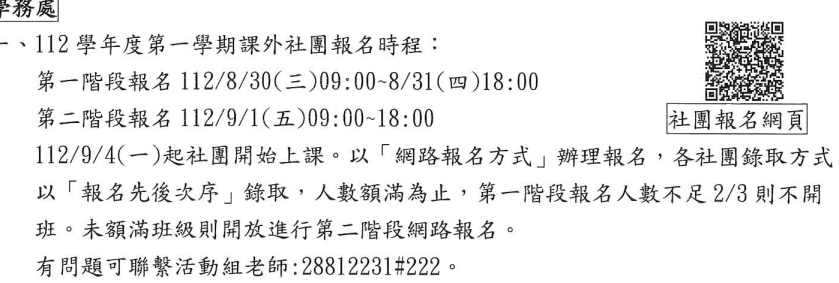 學務處
一、112 學年度第一學期課外社團報名時程：
第一階段報名 112/8/30(三)09:00~8/31(四)18:00
第二階段報名 112/9/1(五)09:00~18:00
社團報名網頁
112/9/4(一)起社團開始上課。以「網路報名方式」辦理報名，各社團錄取方式
以「報名先後次序」錄取，人數額滿為止，第一階段報名人數不足 2/3 則不開
班。未額滿班級則開放進行第二階段網路報名。
有問題可聯繫活動組老師:28812231#222。